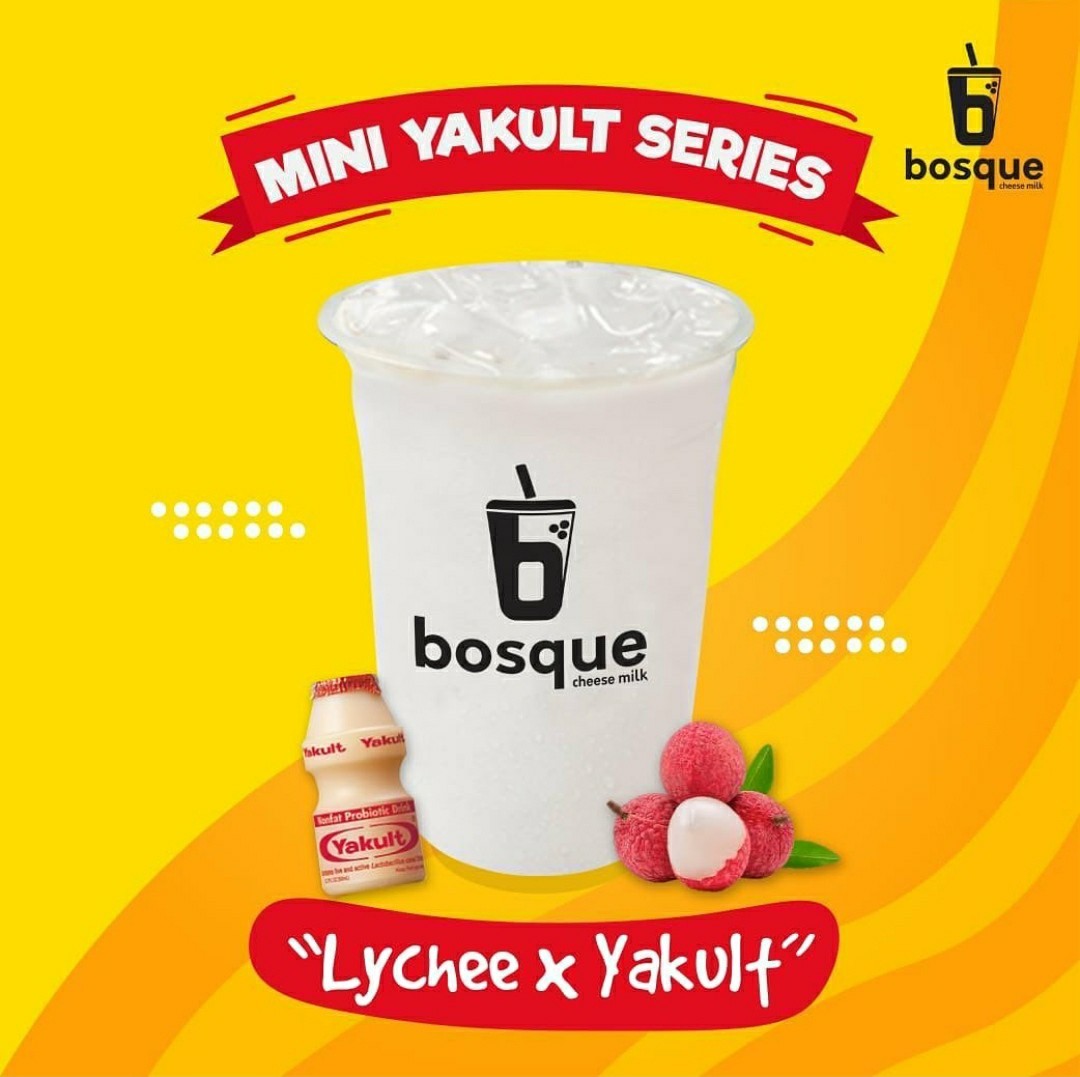 MINI YAKULT SERIES
bosque
cheese milk
bosque
cheese milk
Yakult Yakult
Nonfat Probiotic Drink
Yakult
"Lychee x Yakult"